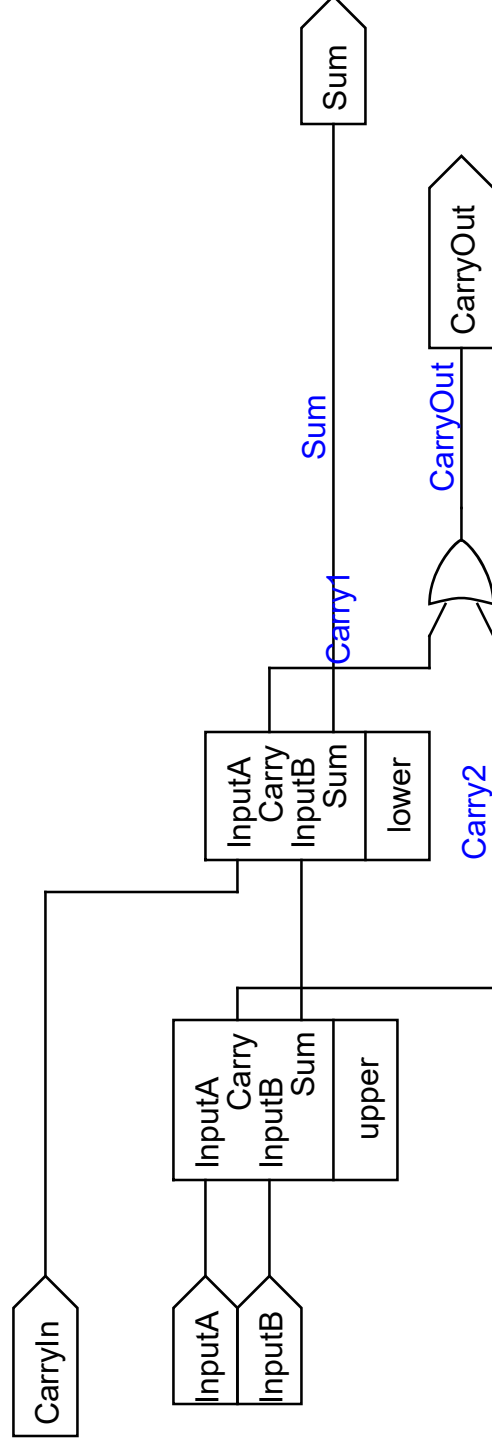 CarryIn
InputA
InputB
InputA
Carry
InputB
Sum
upper
InputA
Carry
InputB
Sum
lower
Carry1
Carry2
Sum
CarryOut
Sum
CarryOut